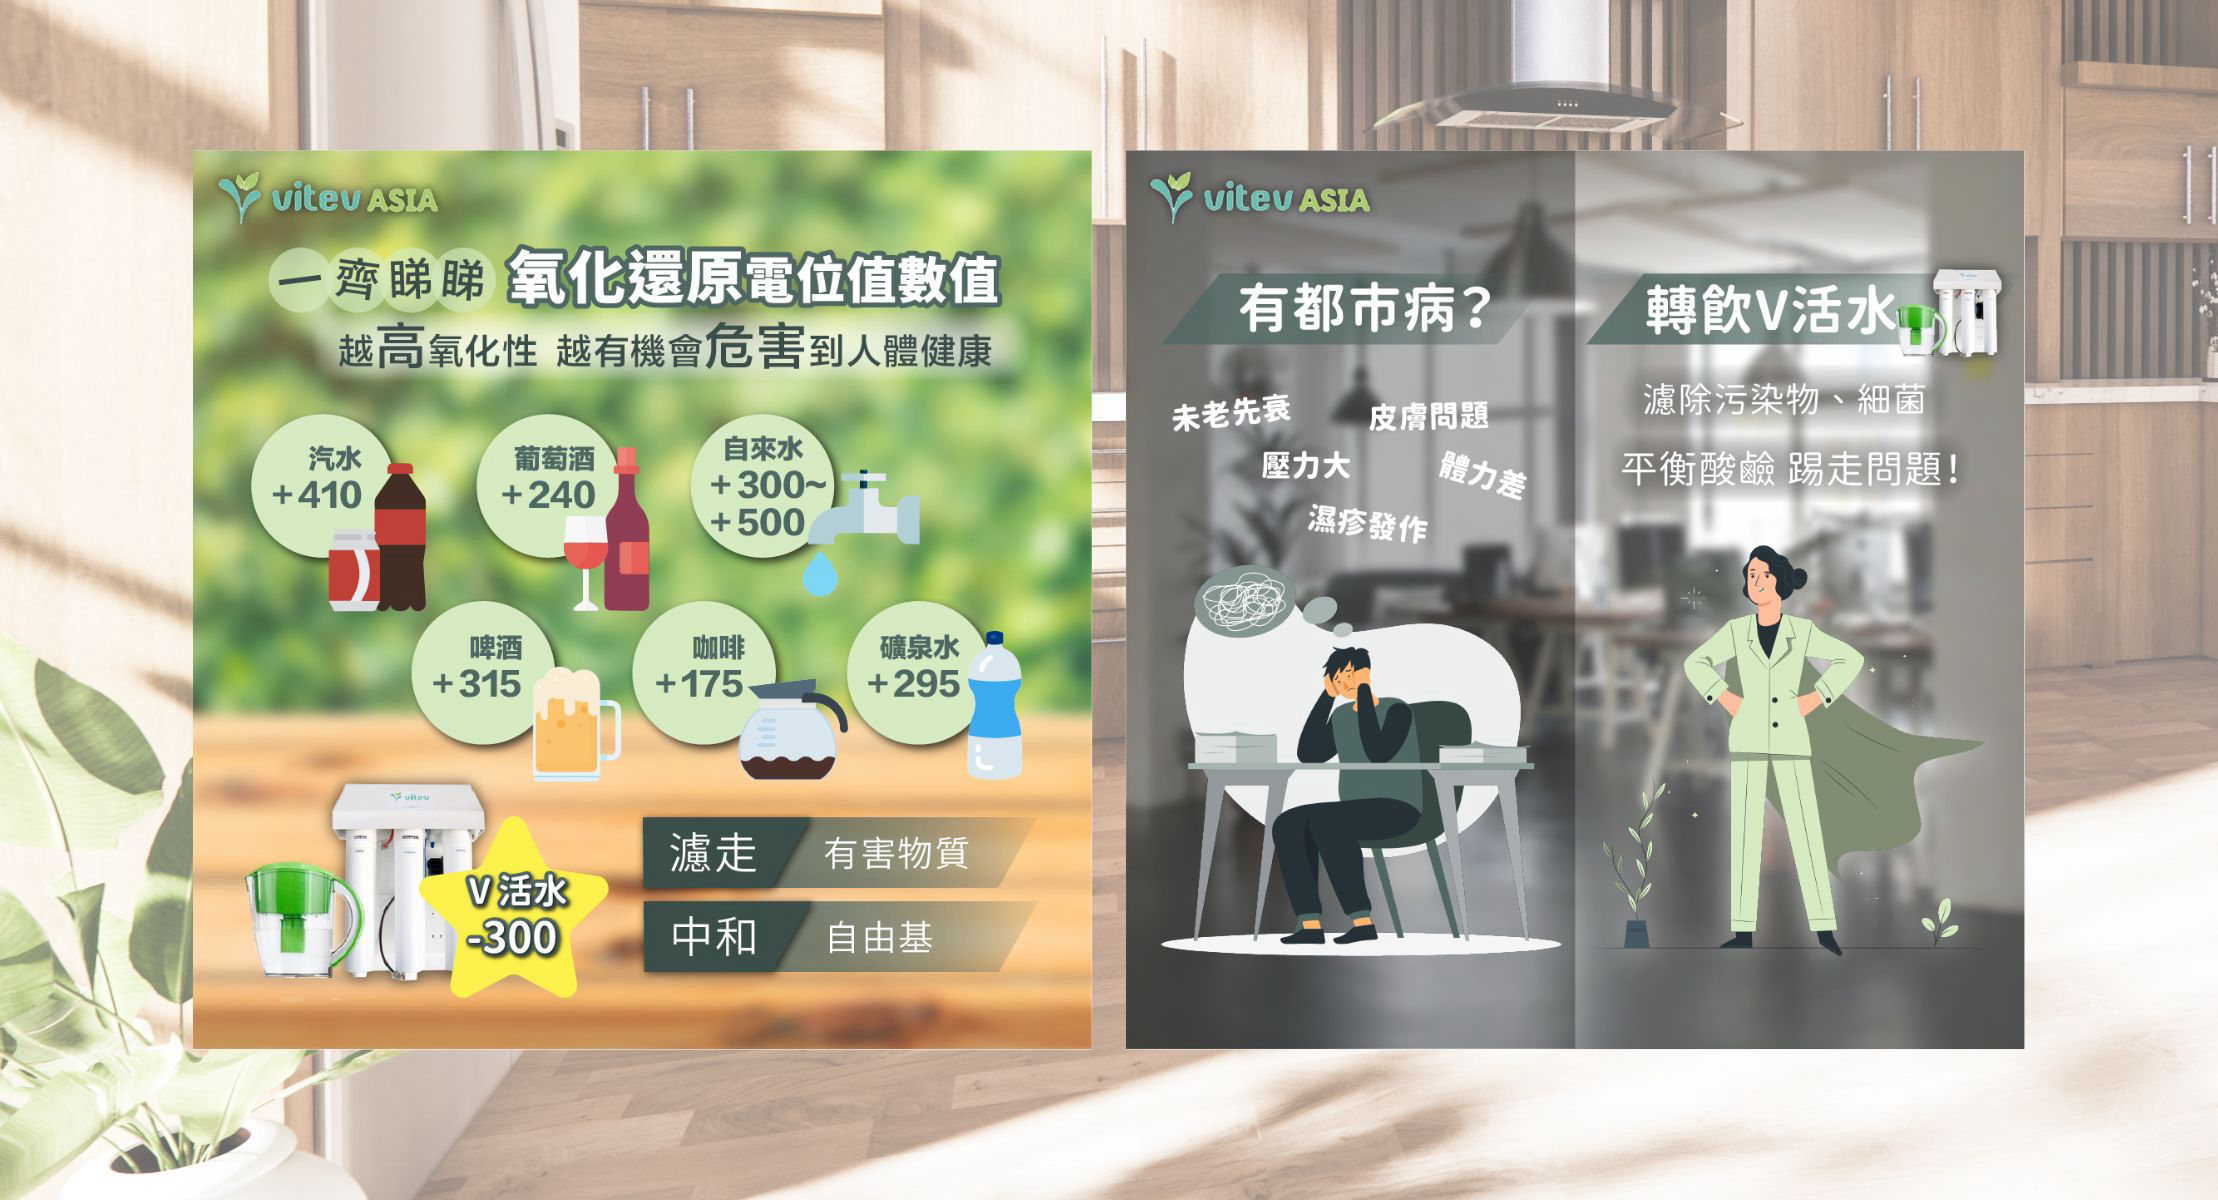 vitev ASIA
一齊睇睇 氧化還原電位值數值
越高氧化性 越有機會危害到人體健康
汽水
+410
葡萄酒
+240
自來水
+300~
+500
啤酒
+315
咖啡
+175
礦泉水
+295
vitev
V活水
-300
濾走 有害物質
中和 自由基
vitev ASIA
有都市病?
未老先衰
皮膚問題
壓力大
體力差
濕疹發作
轉飲V活水
濾除污染物、細菌
平衡酸鹼 踢走問題!